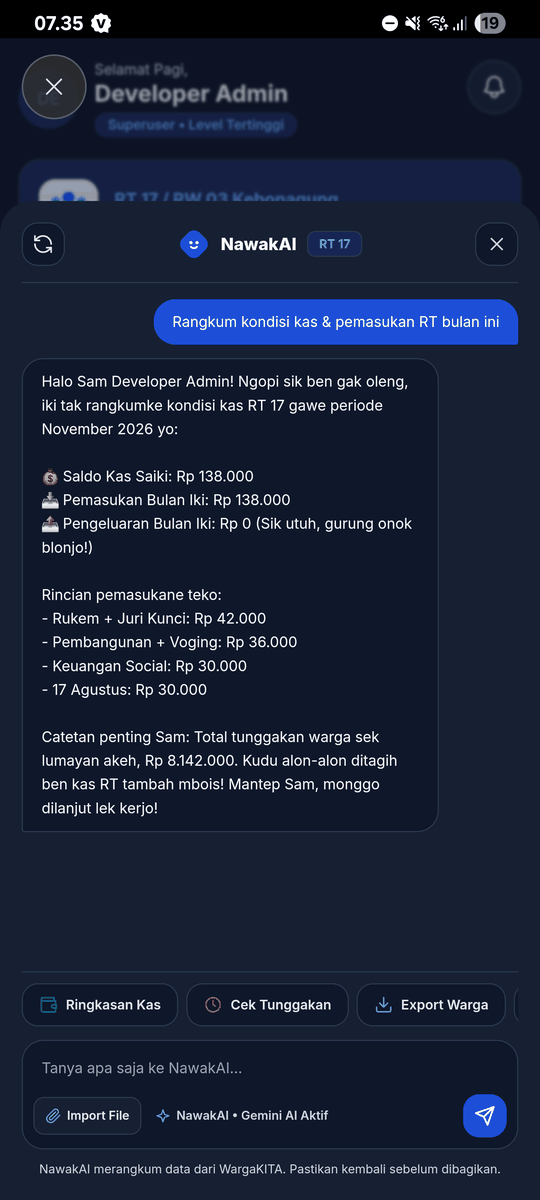 07.35
19
Selamat Pagi,
Developer Admin
Superuser • Level Tertinggi
RT 17 / RW 03 Kebonagung
NawakAI
RT 17
Rangkum kondisi kas & pemasukan RT bulan ini
Halo Sam Developer Admin! Ngopi sik ben gak oleng,
iki tak rangkumke kondisi kas RT 17 gawe periode
November 2026 yo:
💰 Saldo Kas Saiki: Rp 138.000
📥 Pemasukan Bulan Iki: Rp 138.000
📤 Pengeluaran Bulan Iki: Rp 0 (Sik utuh, gurung onok
blonjo!)
Rincian pemasukane teko:
- Rukem + Juri Kunci: Rp 42.000
- Pembangunan + Voging: Rp 36.000
- Keuangan Social: Rp 30.000
- 17 Agustus: Rp 30.000
Catetan penting Sam: Total tunggakan warga sek
lumayan akeh, Rp 8.142.000. Kudu alon-alon ditagih
ben kas RT tambah mbois! Mantep Sam, monggo
dilanjut lek kerjo!
Ringkasan Kas
Cek Tunggakan
Export Warga
Tanya apa saja ke NawakAI...
Import File
NawakAI • Gemini AI Aktif
NawakAI merangkum data dari WargaKITA. Pastikan kembali sebelum dibagikan.